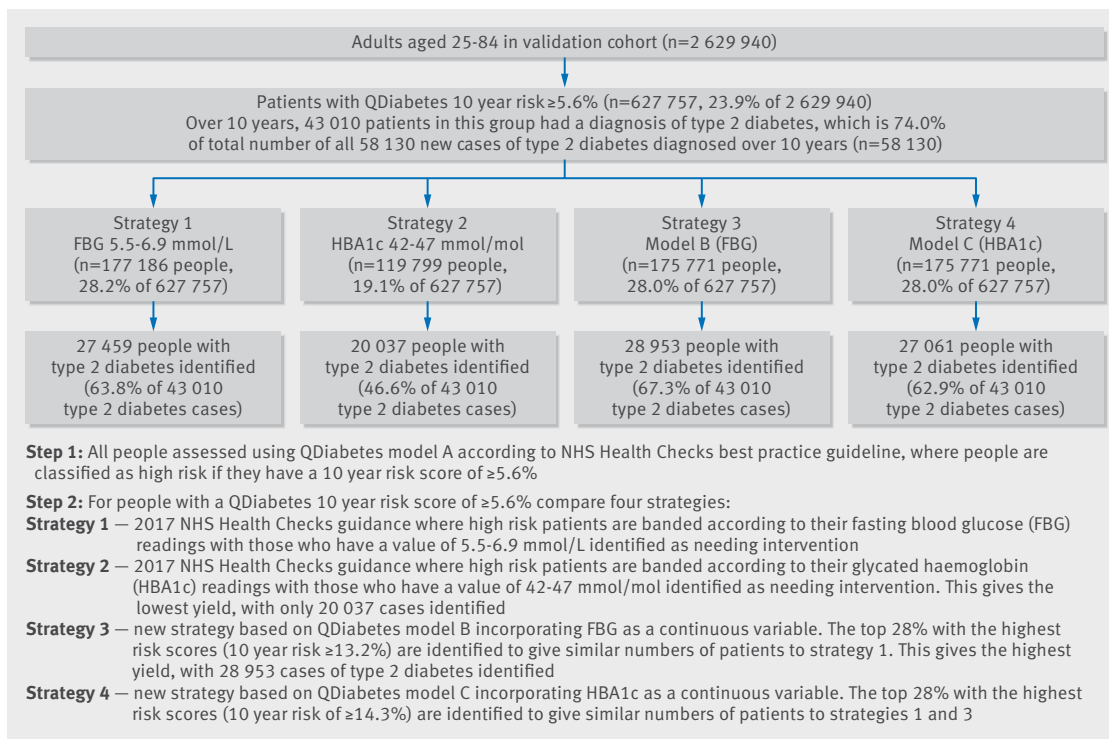 Adults aged 25-84 in validation cohort (n=2 629 940)
Patients with QDiabetes 10 year risk ≥5.6% (n=627 757, 23.9% of 2 629 940)
Over 10 years, 43 010 patients in this group had a diagnosis of type 2 diabetes, which is 74.0%
of total number of all 58 130 new cases of type 2 diabetes diagnosed over 10 years (n=58 130)
Strategy 1
FBG 5.5-6.9 mmol/L
(n=177 186 people,
28.2% of 627 757)
Strategy 2
HBA1c 42-47 mmol/mol
(n=119 799 people,
19.1% of 627 757)
Strategy 3
Model B (FBG)
(n=175 771 people,
28.0% of 627 757)
Strategy 4
Model C (HBA1c)
(n=175 771 people,
28.0% of 627 757)
27 459 people with
type 2 diabetes identified
(63.8% of 43 010
type 2 diabetes cases)
20 037 people with
type 2 diabetes identified
(46.6% of 43 010
type 2 diabetes cases)
28 953 people with
type 2 diabetes identified
(67.3% of 43 010
type 2 diabetes cases)
27 061 people with
type 2 diabetes identified
(62.9% of 43 010
type 2 diabetes cases)
Step 1: All people assessed using QDiabetes model A according to NHS Health Checks best practice guideline, where people are
classified as high risk if they have a 10 year risk score of ≥5.6%
Step 2: For people with a QDiabetes 10 year risk score of ≥5.6% compare four strategies:
Strategy 1 — 2017 NHS Health Checks guidance where high risk patients are banded according to their fasting blood glucose (FBG)
readings with those who have a value of 5.5-6.9 mmol/L identified as needing intervention
Strategy 2 — 2017 NHS Health Checks guidance where high risk patients are banded according to their glycated haemoglobin
(HBA1c) readings with those who have a value of 42-47 mmol/mol identified as needing intervention. This gives the
lowest yield, with only 20 037 cases identified
Strategy 3 — new strategy based on QDiabetes model B incorporating FBG as a continuous variable. The top 28% with the highest
risk scores (10 year risk ≥13.2%) are identified to give similar numbers of patients to strategy 1. This gives the highest
yield, with 28 953 cases of type 2 diabetes identified
Strategy 4 — new strategy based on QDiabetes model C incorporating HBA1c as a continuous variable. The top 28% with the highest
risk scores (10 year risk of ≥14.3%) are identified to give similar numbers of patients to strategies 1 and 3